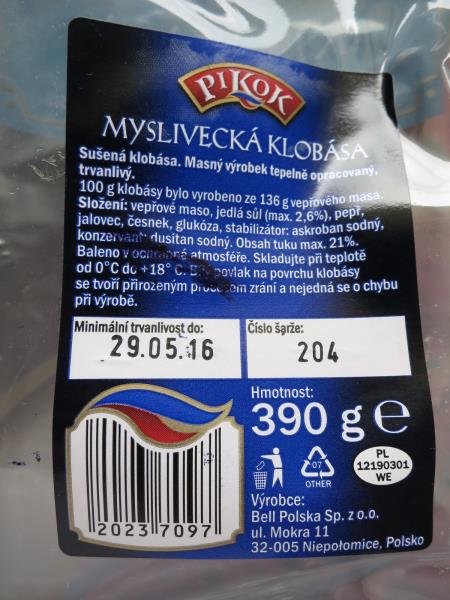 PIKOK
MYSLIVECKÁ KLOBÁSA
Sušená klobása. Masný výrobek tepelně opracovaný,
trvanlivý.
100 g klobásy bylo vyrobeno ze 136 g vepřového masa.
Složení: vepřové maso, jedlá sůl (max. 2,6%), pepř,
jalovec, česnek, glukóza, stabilizátor: askroban sodný,
dusitan sodný. Obsah tuku max. 21%.
Baleno v ochranné atmosféře. Skladujte při teplotě
od 0°C do +18° C. povlak na povrchu klobásy
se tvoří přirozeným procesem zrání a nejedná se o chybu
při výrobě.
Minimální trvanlivost do:
29.05.16
Číslo šarže:
204
Hmotnost:
390 g e
07
OTHER
PL
12190301
WE
Výrobce:
Bell Polska Sp. z o.o.
ul. Mokra 11
32-005 Niepołomice, Polsko
2023 7097